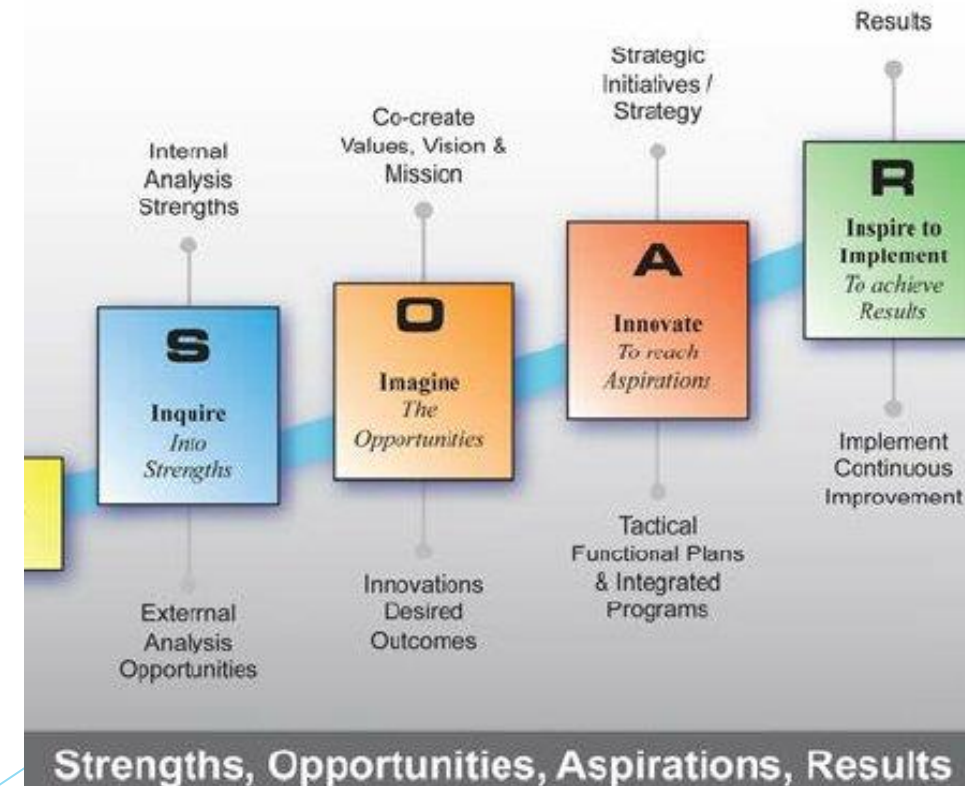 Internal
Analysis
Strengths
S
Inquire
Into
Strengths
External
Analysis
Opportunities
Co-create
Values, Vision &
Mission
O
Imagine
The
Opportunities
Innovations
Desired
Outcomes
Strategic
Initiatives /
Strategy
A
Innovate
To reach
Aspirations
Tactical
Functional Plans
& Integrated
Programs
Results
R
Inspire to
Implement
To achieve
Results
Implement
Continuous
Improvement
Strengths, Opportunities, Aspirations, Results